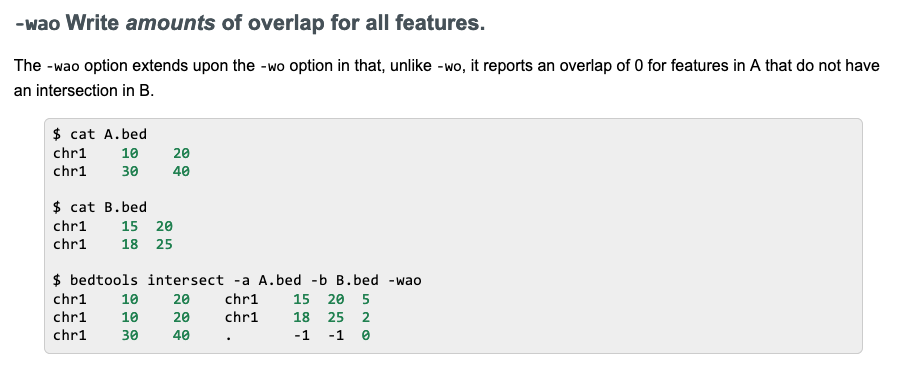 -wao Write amounts of overlap for all features.
The -wao option extends upon the -wo option in that, unlike -wo, it reports an overlap of 0 for features in A that do not have
an intersection in B.
$ cat A.bed
chr1    10    20
chr1    30    40
$ cat B.bed
chr1    15  20
chr1    18  25
$ bedtools intersect -a A.bed -b B.bed -wao
chr1    10    20    chr1    15  20  5
chr1    10    20    chr1    18  25  2
chr1    30    40    .       -1  -1  0